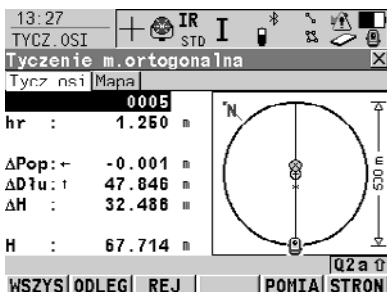 13:27
TYCZ.OSI
IR
STD
I
Tyczenie m.ortogonalna
Tycz osi Mapa
0005
hr : 1.250 m
ΔPop:← -0.001 m
ΔDłu:↑ 47.846 m
ΔH : 32.486 m
H : 67.714 m
N
500 m
Q2a⇧
WSZYS ODLEG REJ POMIA STRON